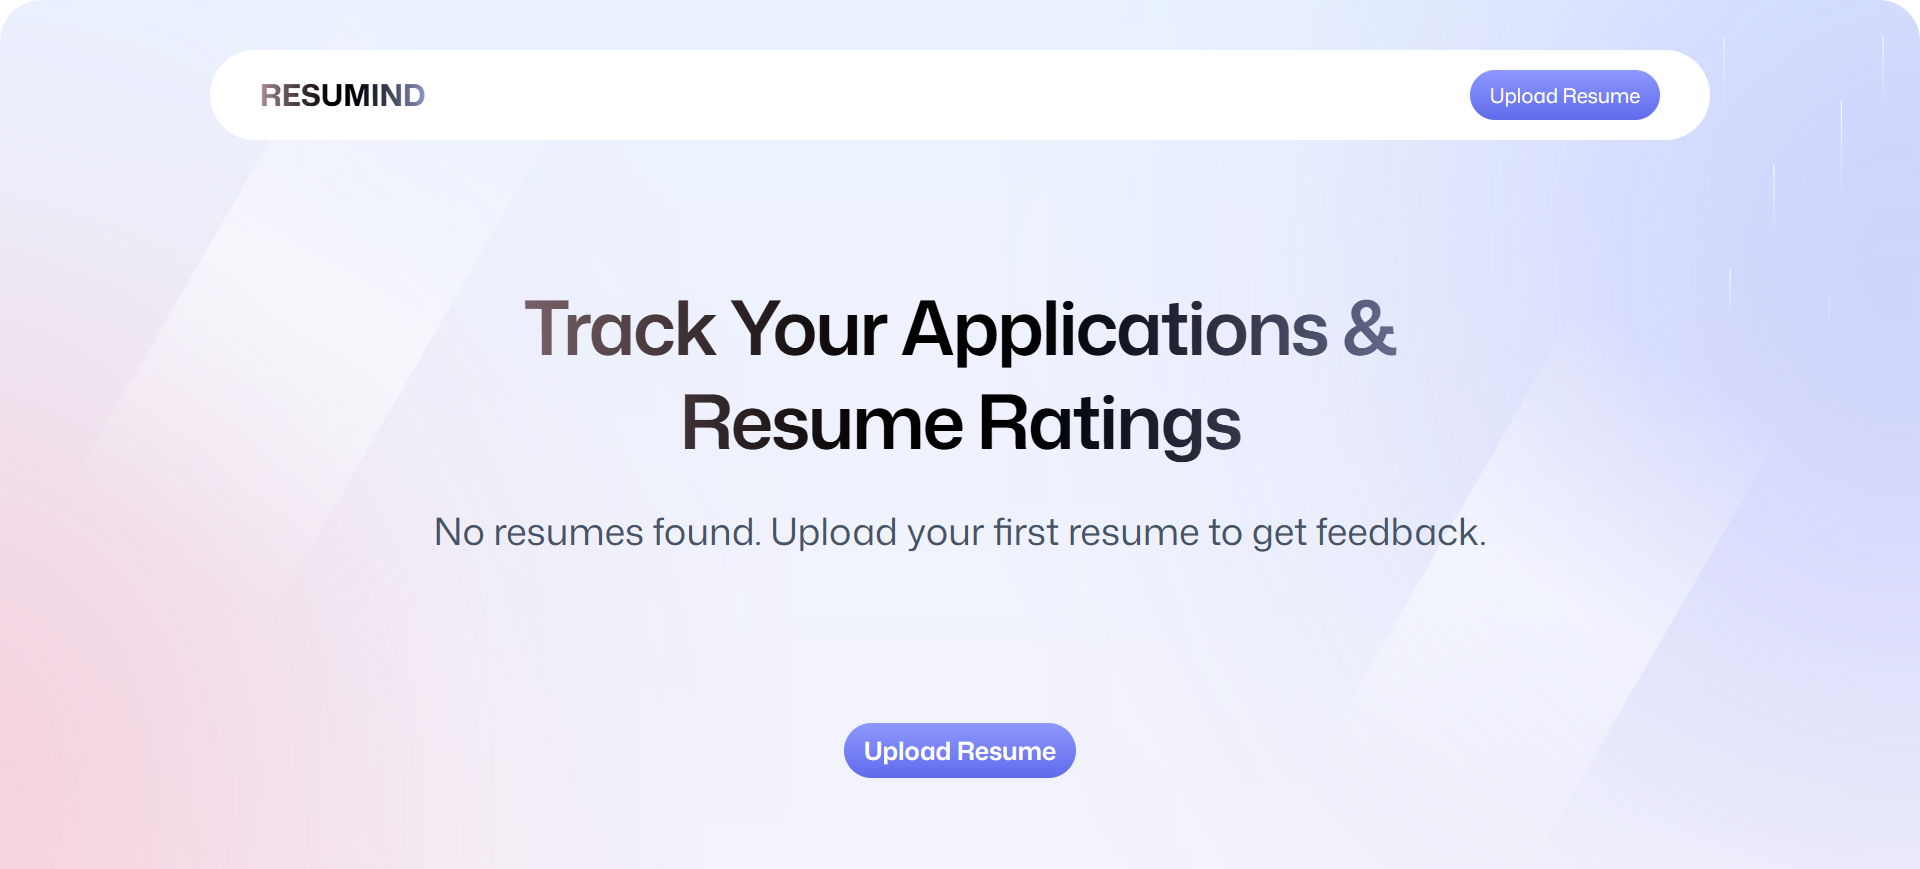 RESUMIND
Upload Resume
Track Your Applications &
Resume Ratings
No resumes found. Upload your first resume to get feedback.
Upload Resume